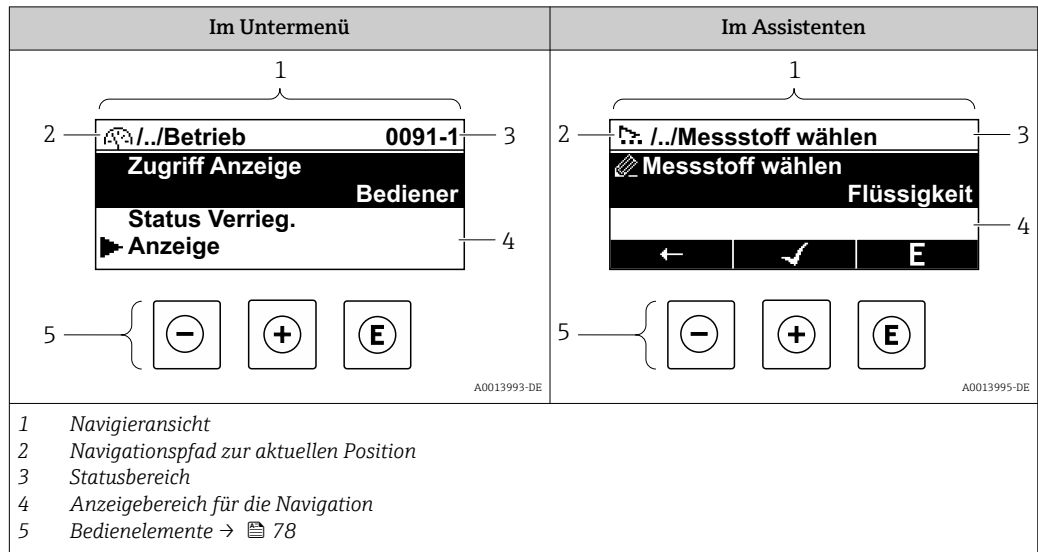 Im Untermenü
1
2
/../Betrieb 0091-1
3
Zugriff Anzeige
Bediener
Status Verrieg.
Anzeige
4
5
E
A0013993-DE
Im Assistenten
1
2
/../Messstoff wählen
3
Messstoff wählen
Flüssigkeit
4
E
5
E
A0013995-DE
1 Navigieransicht
2 Navigationspfad zur aktuellen Position
3 Statusbereich
4 Anzeigebereich für die Navigation
5 Bedienelemente → 78